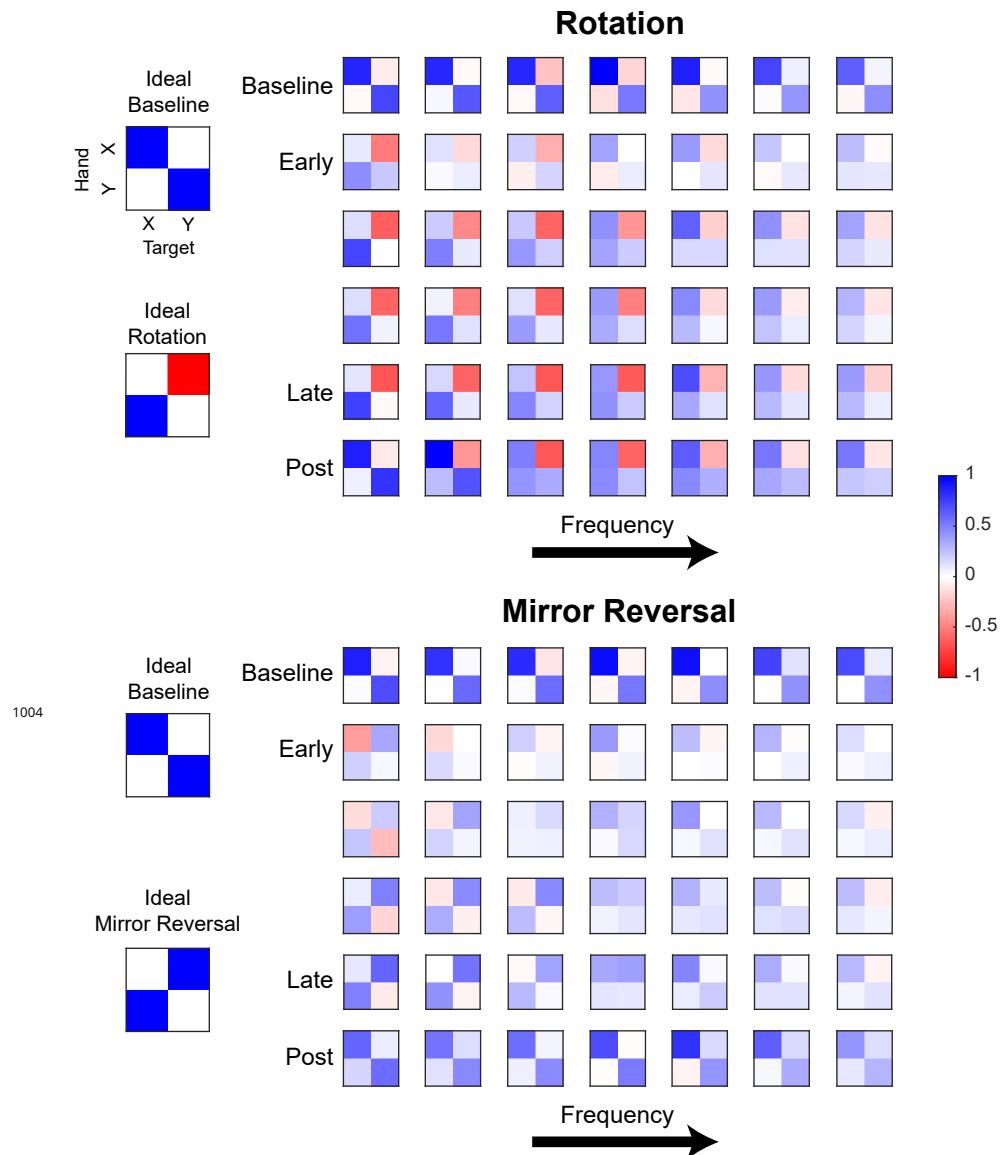 Rotation
Ideal
Baseline
Hand
X
Y
X Y
Target
Ideal
Rotation
Baseline
Early
Late
Post
Frequency
1
0.5
0
-0.5
-1
Mirror Reversal
Ideal
Baseline
1004
Ideal
Mirror Reversal
Baseline
Early
Late
Post
Frequency